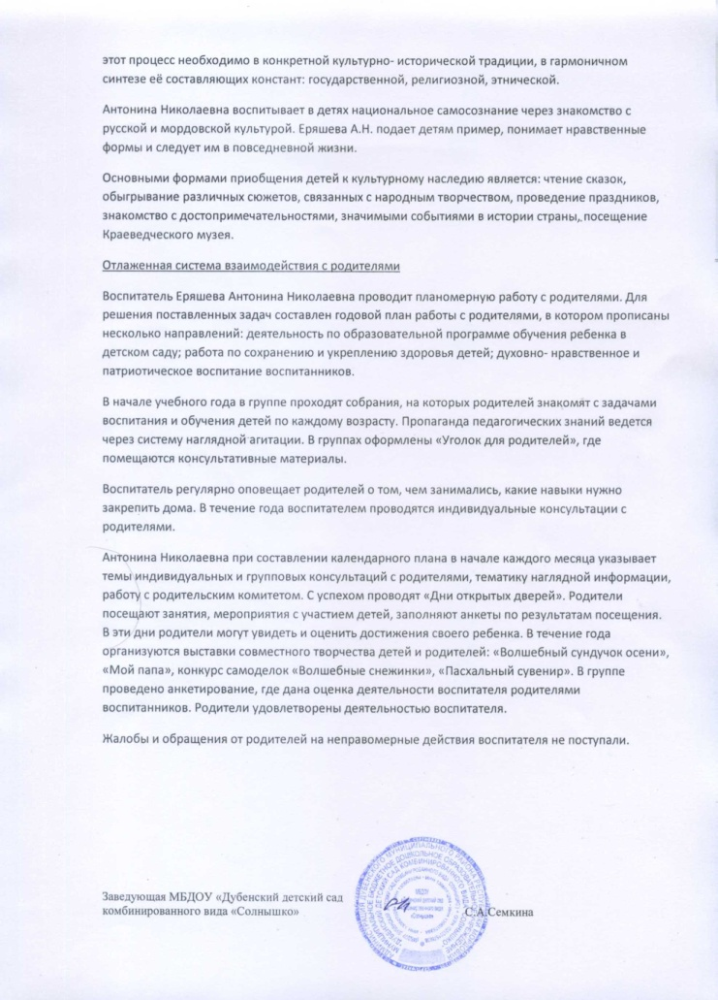 этот процесс необходимо в конкретной культурно- исторической традиции, в гармоничном
синтезе её составляющих констант: государственной, религиозной, этнической.
Антонина Николаевна воспитывает в детях национальное самосознание через знакомство с
русской и мордовской культурой. Еряшева А.Н. подает детям пример, понимает нравственные
формы и следует им в повседневной жизни.
Основными формами приобщения детей к культурному наследию является: чтение сказок,
обыгрывание различных сюжетов, связанных с народным творчеством, проведение праздников,
знакомство с достопримечательностями, значимыми событиями в истории страны, посещение
Краеведческого музея.
Отлаженная система взаимодействия с родителями
Воспитатель Еряшева Антонина Николаевна проводит планомерную работу с родителями. Для
решения поставленных задач составлен годовой план работы с родителями, в котором прописаны
несколько направлений: деятельность по образовательной программе обучения ребенка в
детском саду; работа по сохранению и укреплению здоровья детей; духовно- нравственное и
патриотическое воспитание воспитанников.
В начале учебного года в группе проходят собрания, на которых родителей знакомят с задачами
воспитания и обучения детей по каждому возрасту. Пропаганда педагогических знаний ведется
через систему наглядной агитации. В группах оформлены «Уголок для родителей», где
помещаются консультативные материалы.
Воспитатель регулярно оповещает родителей о том, чем занимались, какие навыки нужно
закрепить дома. В течение года воспитателем проводятся индивидуальные консультации с
родителями.
Антонина Николаевна при составлении календарного плана в начале каждого месяца указывает
темы индивидуальных и групповых консультаций с родителями, тематику наглядной информации,
работу с родительским комитетом. С успехом проводят «Дни открытых дверей». Родители
посещают занятия, мероприятия с участием детей, заполняют анкеты по результатам посещения.
В эти дни родители могут увидеть и оценить достижения своего ребенка. В течение года
организуются выставки совместного творчества детей и родителей: «Волшебный сундучок осени»,
«Мой папа», конкурс самоделок «Волшебные снежинки», «Пасхальный сувенир». В группе
проведено анкетирование, где дана оценка деятельности воспитателя родителями
воспитанников. Родители удовлетворены деятельностью воспитателя.
Жалобы и обращения от родителей на неправомерные действия воспитателя не поступали.
Заведующая МБДОУ «Дубенский детский сад
комбинированного вида «Солнышко»
С.А.Семкина